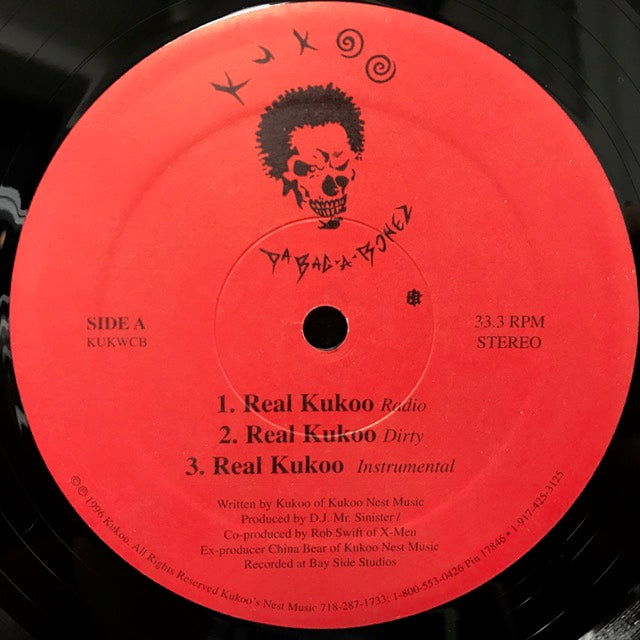 Kukoo
DA BAG-A-BONEZ
SIDE A
KUKWCB
33.3 RPM
STEREO
1. Real Kukoo Radio
2. Real Kukoo Dirty
3. Real Kukoo Instrumental
Written by Kukoo of Kukoo Nest Music
Produced by D.J. Mr. Sinister /
Co-produced by Rob Swift of X-Men
Ex-producer China Bear of Kukoo Nest Music
Recorded at Bay Side Studios
©℗ 1996 Kukoo. All Rights Reserved Kukoo's Nest Music 718-287-1733; 1-800-553-0426 Pin 17846 • 1-917-425-3125